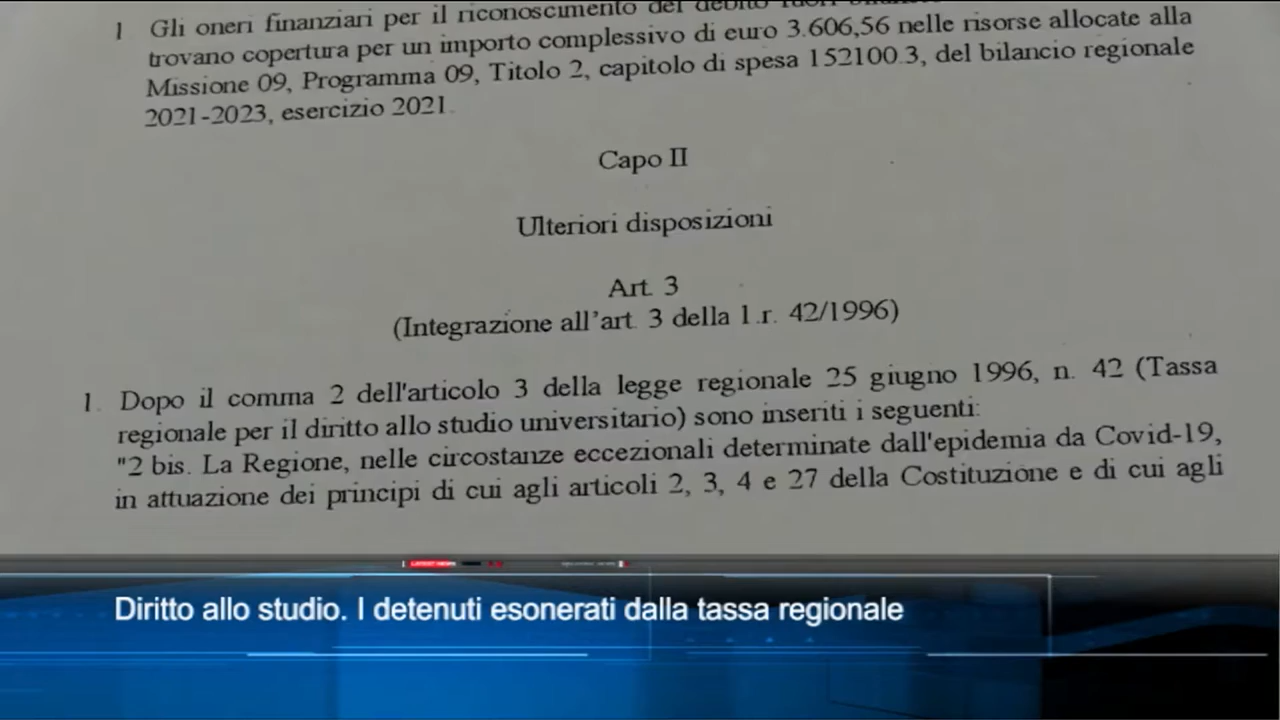 1 Gli oneri finanziari per il riconoscimento del debito fuori
trovano copertura per un importo complessivo di euro 3.606,56 nelle risorse allocate alla
Missione 09, Programma 09, Titolo 2, capitolo di spesa 152100.3, del bilancio regionale
2021-2023, esercizio 2021.
Capo II
Ulteriori disposizioni
Art. 3
(Integrazione all'art. 3 della l.r. 42/1996)
1. Dopo il comma 2 dell'articolo 3 della legge regionale 25 giugno 1996, n. 42 (Tassa
regionale per il diritto allo studio universitario) sono inseriti i seguenti:
"2 bis. La Regione, nelle circostanze eccezionali determinate dall'epidemia da Covid-19,
in attuazione dei principi di cui agli articoli 2, 3, 4 e 27 della Costituzione e di cui agli
LATEST NEWS
Diritto allo studio. I detenuti esonerati dalla tassa regionale